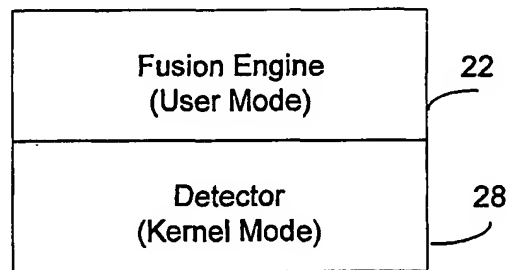 Fusion Engine
(User Mode)
22
Detector
(Kernel Mode)
28